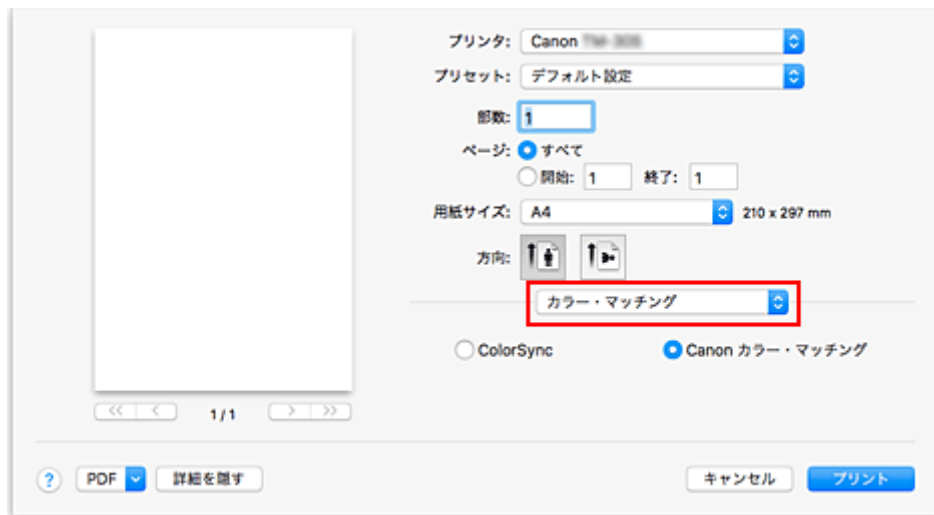 プリンタ: Canon
プリセット: デフォルト設定
部数: 1
ページ: すべて
開始: 1 終了: 1
用紙サイズ: A4 210 x 297 mm
方向:
カラー・マッチング
ColorSync Canon カラー・マッチング
<< < 1/1 > >>
? PDF 詳細を隠す キャンセル プリント